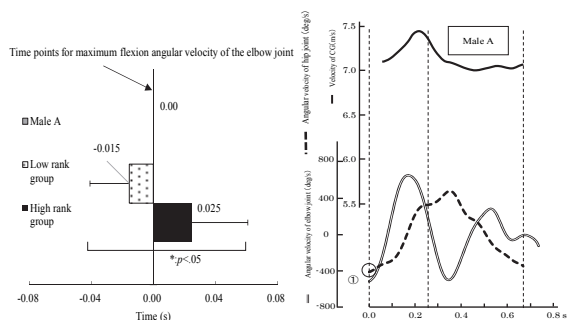 Time points for maximum flexion angular velocity of the elbow joint
0.00
Male A
-0.015
Low rank
group
High rank
group
0.025
*:p<.05
-0.08
-0.04
0.00
0.04
0.08
Time (s)
Angular velocity of hip joint (deg/s)
Velocity of CG(m/s)
Angular velocity of elbow joint (deg/s)
7.5
7.0
6.5
6.0
5.5
Male A
800
400
0
-400
-800
①
0.0
0.2
0.4
0.6
0.8 s